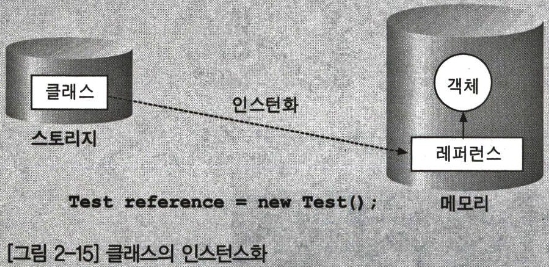 클래스
스토리지
인스턴화
객체
레퍼런스
메모리
Test reference = new Test();
[그림 2-15] 클래스의 인스턴스화